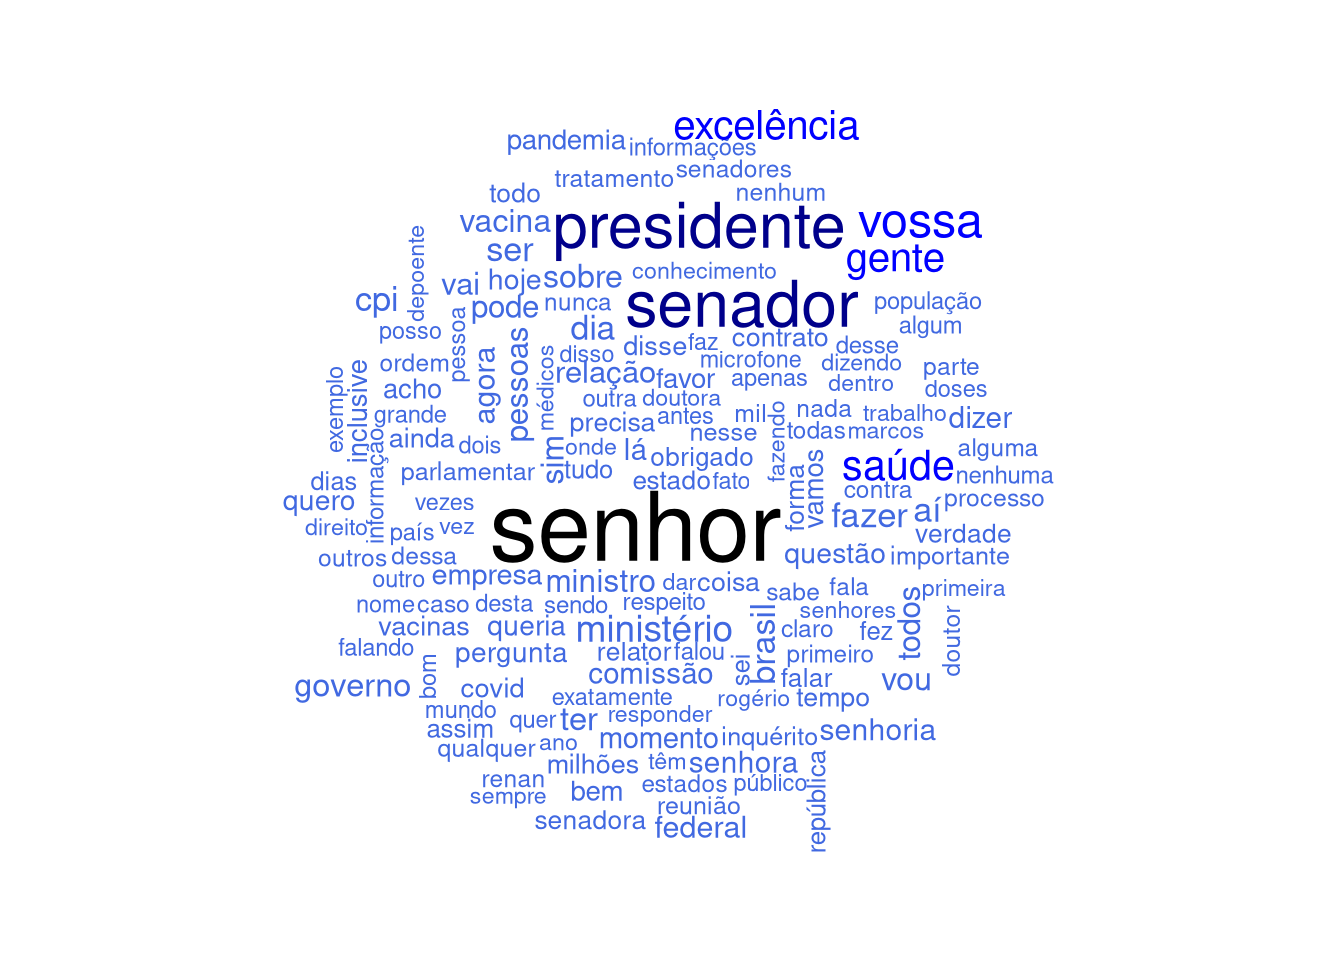 excelência
pandemia
informações
senadores
tratamento
nenhum
todo
vacina
presidente
vossa
ser
gente
depoente
conhecimento
sobre
hoje
vai
cpi
pode
nunca
senador
população
algum
posso
pessoa
dia
disse
faz
contrato
desse
disso
microfone
dizendo
parte
ordem
agora
pessoas
médicos
relação
favor
apenas
dentro
doses
exemplo
inclusive
acho
outra
doutora
grande
precisa
antes
mil
nada
trabalho
dizer
ainda
dois
sim
onde
lá
nesse
fazendo
todas
marcos
alguma
informação
parlamentar
tudo
obrigado
saúde
nenhuma
dias
estado
fato
forma
vamos
contra
processo
quero
vezes
senhor
fazer
aí
direito
país
vez
verdade
outros
dessa
questão
importante
outro
empresa
ministro
dar
coisa
sabe
fala
primeira
nome
caso
desta
sendo
respeito
senhores
todos
doutor
vacinas
queria
ministério
brasil
claro
fez
falando
pergunta
relator
falou
sei
primeiro
governo
bom
covid
comissão
falar
vou
exatamente
rogério
tempo
mundo
quer
ter
responder
assim
momento
inquérito
senhoria
qualquer
ano
milhões
têm
senhora
república
renan
bem
estados
público
sempre
reunião
senadora
federal